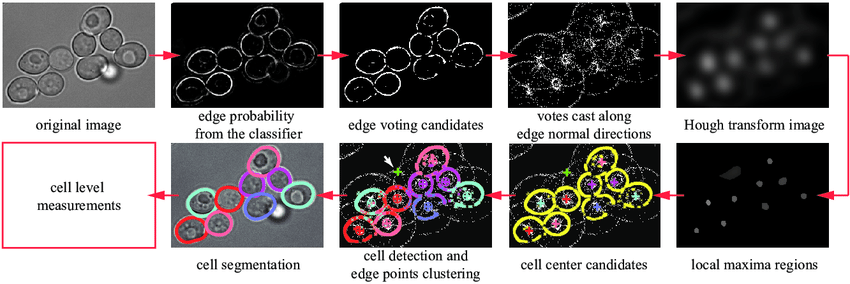 original image
edge probability
from the classifier
edge voting candidates
votes cast along
edge normal directions
Hough transform image
local maxima regions
cell center candidates
cell detection and
edge points clustering
cell segmentation
cell level
measurements